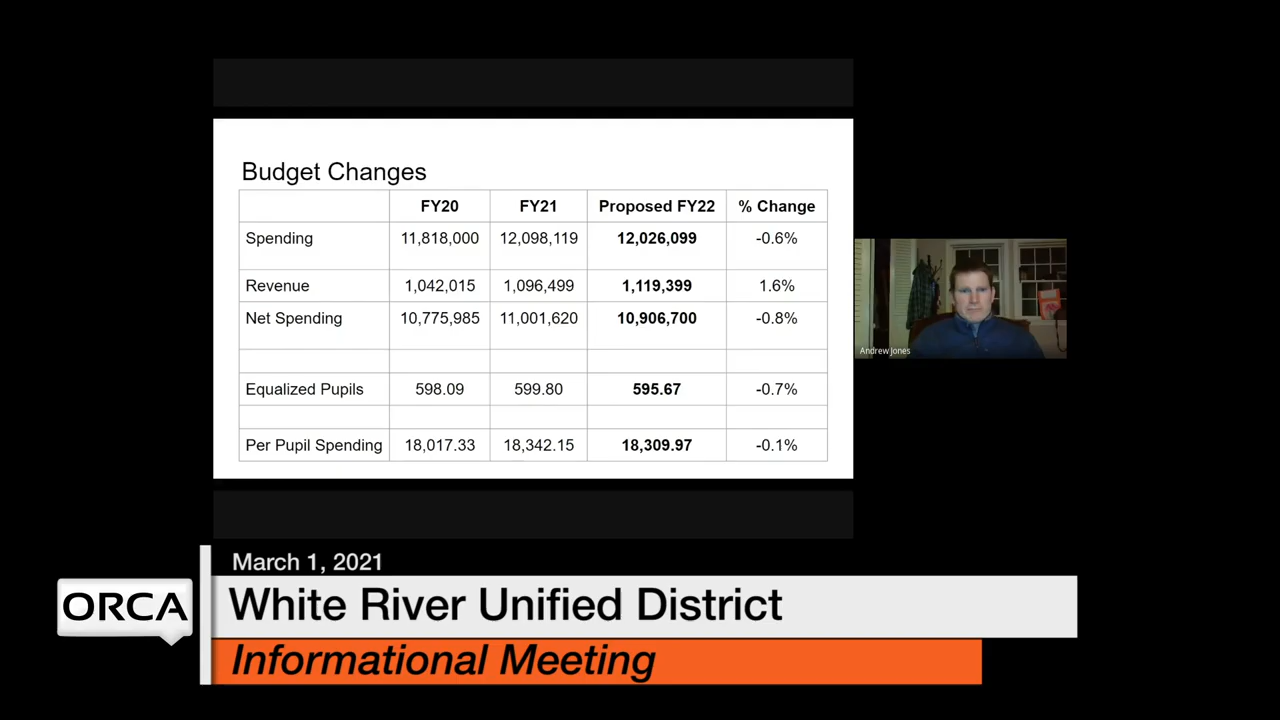 Budget Changes
FY20 FY21 Proposed FY22 % Change
Spending 11,818,000 12,098,119 12,026,099 -0.6%
Revenue 1,042,015 1,096,499 1,119,399 1.6%
Net Spending 10,775,985 11,001,620 10,906,700 -0.8%
Equalized Pupils 598.09 599.80 595.67 -0.7%
Per Pupil Spending 18,017.33 18,342.15 18,309.97 -0.1%
Andrew Jones
March 1, 2021
ORCA
White River Unified District
Informational Meeting